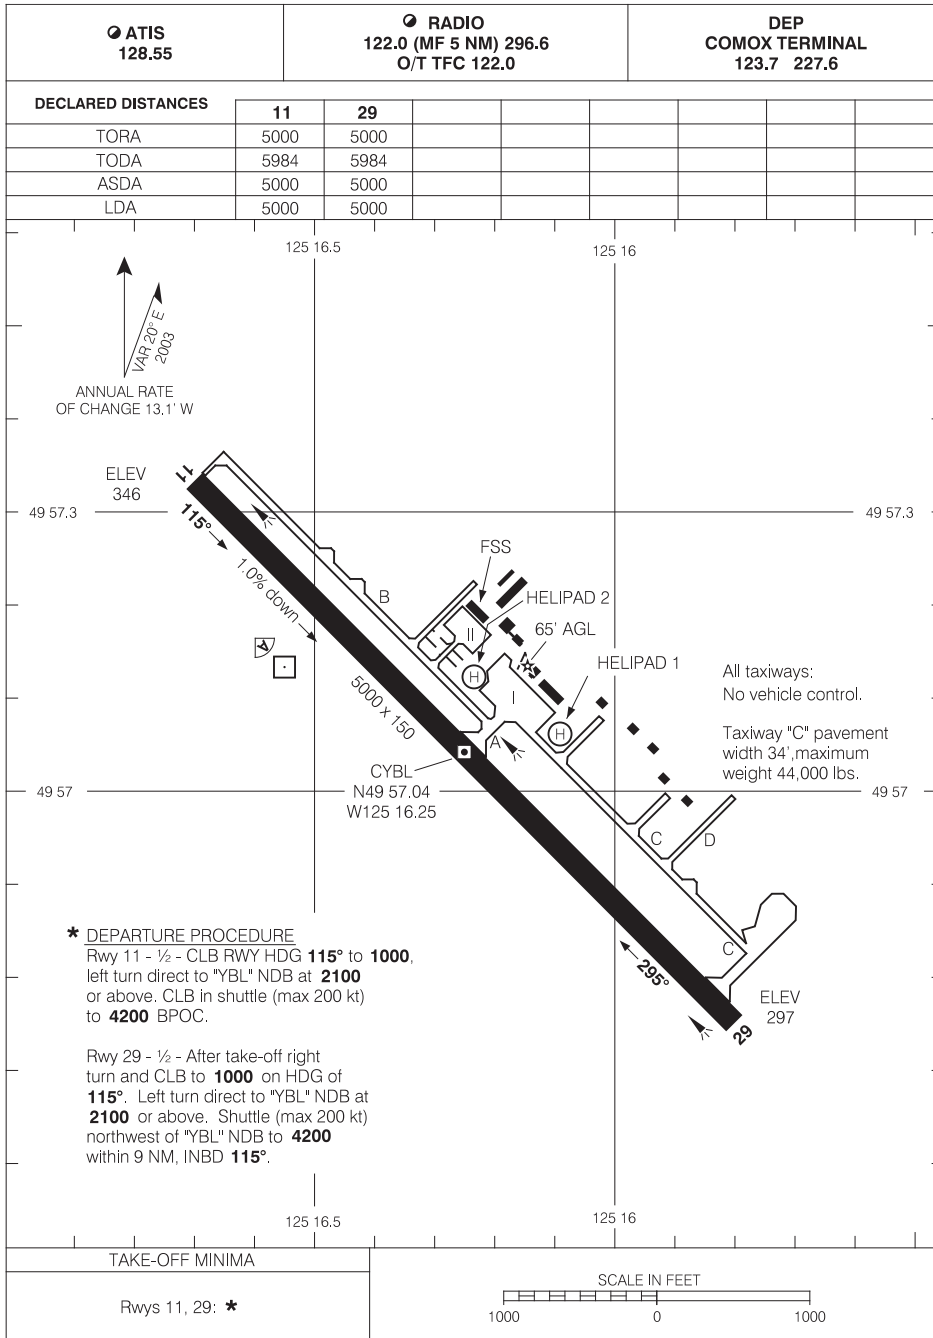 ATIS
128.55
RADIO
122.0 (MF 5 NM) 296.6
O/T TFC 122.0
DEP
COMOX TERMINAL
123.7 227.6
DECLARED DISTANCES
11 29
TORA 5000 5000
TODA 5984 5984
ASDA 5000 5000
LDA 5000 5000
125 16.5 125 16
VAR 20° E
2003
ANNUAL RATE
OF CHANGE 13.1' W
ELEV
346
11
115°
49 57.3 49 57.3
1.0% down
5000 x 150
B
FSS
HELIPAD 2
65' AGL
HELIPAD 1
II
H
I
H
A
A
All taxiways:
No vehicle control.
Taxiway "C" pavement
width 34', maximum
weight 44,000 lbs.
CYBL
N49 57.04
W125 16.25
49 57 49 57
C
D
C
295°
ELEV
297
29
* DEPARTURE PROCEDURE
Rwy 11 - ½ - CLB RWY HDG 115° to 1000,
left turn direct to "YBL" NDB at 2100
or above. CLB in shuttle (max 200 kt)
to 4200 BPOC.
Rwy 29 - ½ - After take-off right
turn and CLB to 1000 on HDG of
115°. Left turn direct to "YBL" NDB at
2100 or above. Shuttle (max 200 kt)
northwest of "YBL" NDB to 4200
within 9 NM, INBD 115°.
125 16.5 125 16
TAKE-OFF MINIMA
Rwys 11, 29: *
SCALE IN FEET
1000 0 1000